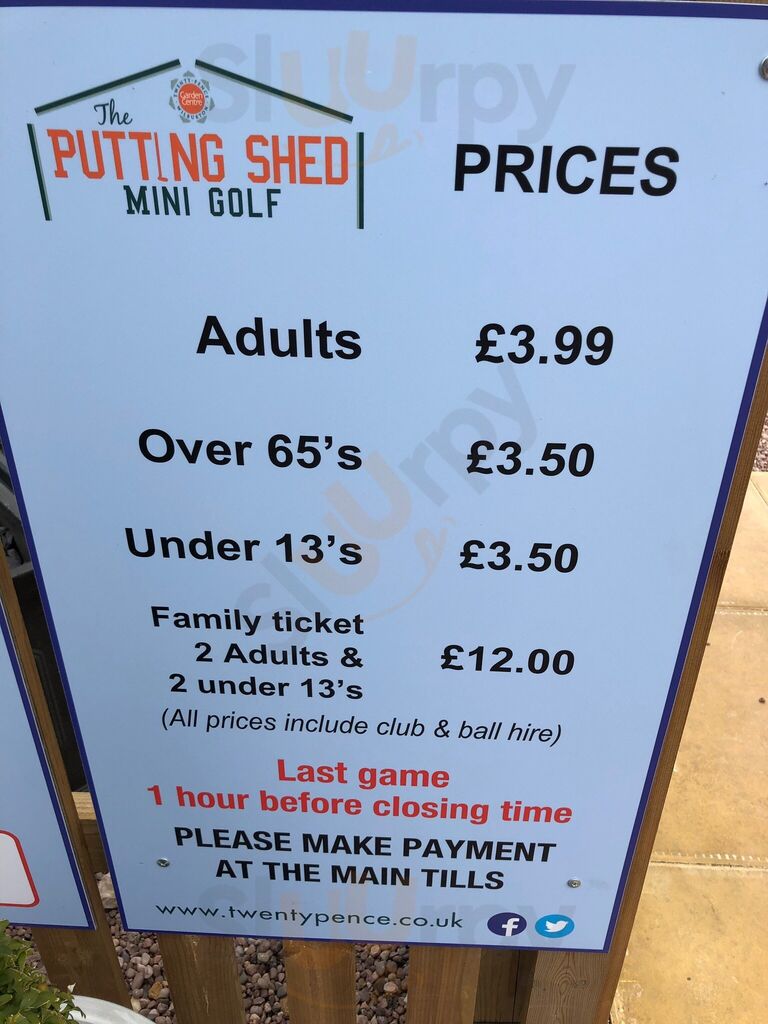 The
Garden
Centre
PUTTING SHED
MINI GOLF
PRICES
Adults £3.99
Over 65's £3.50
Under 13's £3.50
Family ticket
2 Adults & £12.00
2 under 13's
(All prices include club & ball hire)
Last game
1 hour before closing time
PLEASE MAKE PAYMENT
AT THE MAIN TILLS
www.twentypence.co.uk
Sluurpy
Sluurpy
Sluurpy